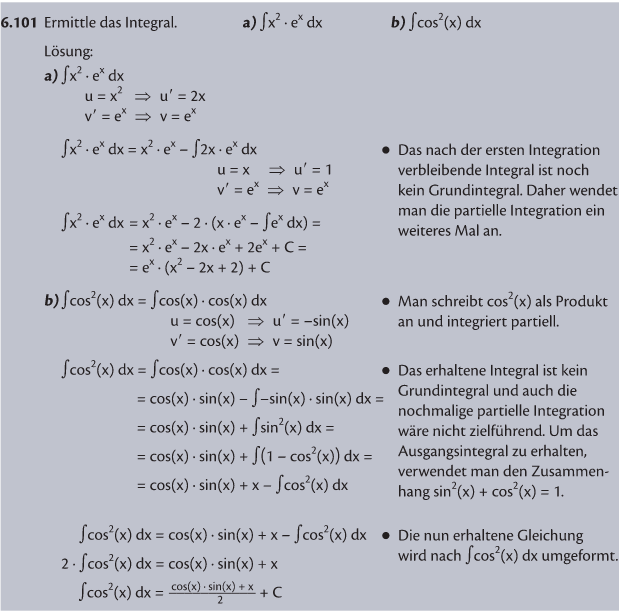 6.101 Ermittle das Integral. a) ∫x² · eˣ dx b) ∫cos²(x) dx
Lösung:
a) ∫x² · eˣ dx
u = x² ⇒ u′ = 2x
v′ = eˣ ⇒ v = eˣ
∫x² · eˣ dx = x² · eˣ – ∫2x · eˣ dx
u = x ⇒ u′ = 1
v′ = eˣ ⇒ v = eˣ
∫x² · eˣ dx = x² · eˣ – 2 · (x · eˣ – ∫eˣ dx) =
= x² · eˣ – 2x · eˣ + 2eˣ + C =
= eˣ · (x² – 2x + 2) + C
● Das nach der ersten Integration
verbleibende Integral ist noch
kein Grundintegral. Daher wendet
man die partielle Integration ein
weiteres Mal an.
b) ∫cos²(x) dx = ∫cos(x) · cos(x) dx
u = cos(x) ⇒ u′ = –sin(x)
v′ = cos(x) ⇒ v = sin(x)
● Man schreibt cos²(x) als Produkt
an und integriert partiell.
∫cos²(x) dx = ∫cos(x) · cos(x) dx =
= cos(x) · sin(x) – ∫–sin(x) · sin(x) dx =
= cos(x) · sin(x) + ∫sin²(x) dx =
= cos(x) · sin(x) + ∫(1 – cos²(x)) dx =
= cos(x) · sin(x) + x – ∫cos²(x) dx
● Das erhaltene Integral ist kein
Grundintegral und auch die
nochmalige partielle Integration
wäre nicht zielführend. Um das
Ausgangsintegral zu erhalten,
verwendet man den Zusammen-
hang sin²(x) + cos²(x) = 1.
∫cos²(x) dx = cos(x) · sin(x) + x – ∫cos²(x) dx
2 · ∫cos²(x) dx = cos(x) · sin(x) + x
∫cos²(x) dx = (cos(x) · sin(x) + x)/2 + C
● Die nun erhaltene Gleichung
wird nach ∫cos²(x) dx umgeformt.